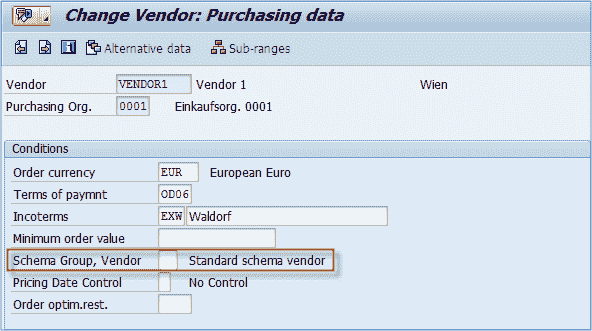 Change Vendor: Purchasing data
Alternative data Sub-ranges
Vendor VENDOR1 Vendor 1 Wien
Purchasing Org. 0001 Einkaufsorg. 0001
Conditions
Order currency EUR European Euro
Terms of paymnt OD06
Incoterms EXW Waldorf
Minimum order value
Schema Group, Vendor Standard schema vendor
Pricing Date Control No Control
Order optim.rest.